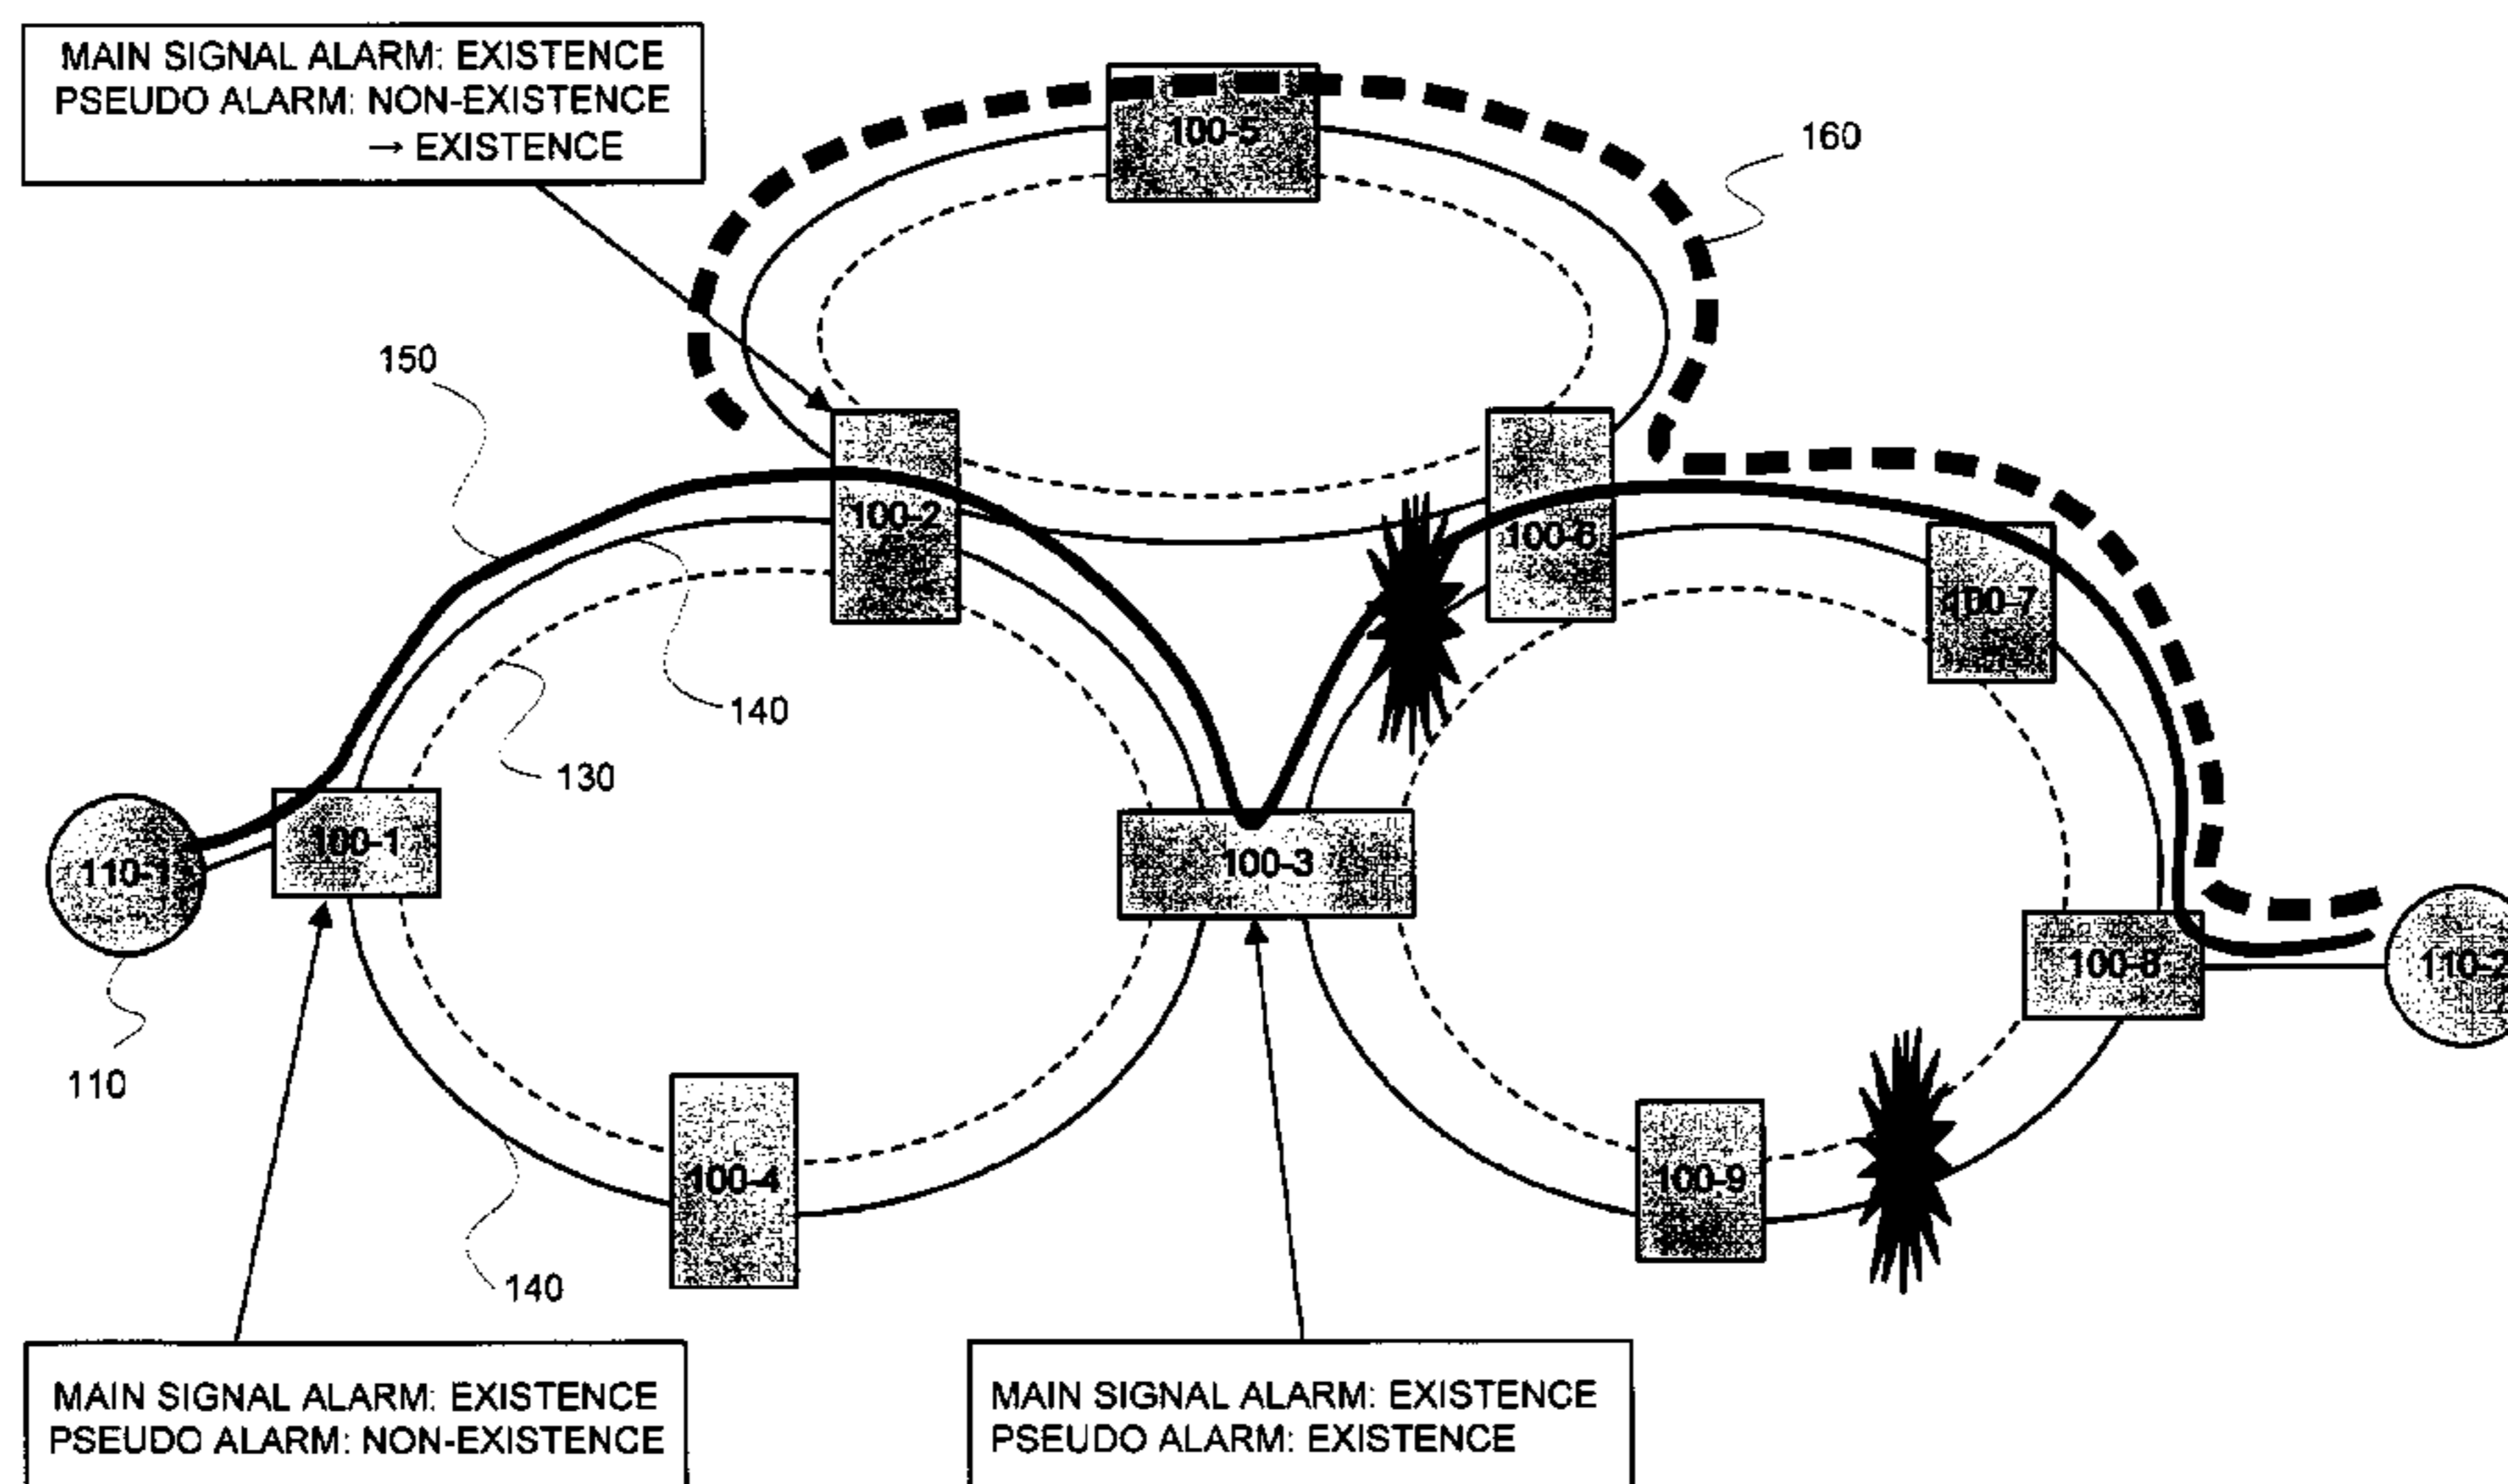 MAIN SIGNAL ALARM: EXISTENCE
PSEUDO ALARM: NON-EXISTENCE
→ EXISTENCE
100-5
160
150
100-2
100-6
100-7
140
130
110-1
100-1
100-3
100-8
110-2
110
100-4
100-9
140
MAIN SIGNAL ALARM: EXISTENCE
PSEUDO ALARM: NON-EXISTENCE
MAIN SIGNAL ALARM: EXISTENCE
PSEUDO ALARM: EXISTENCE